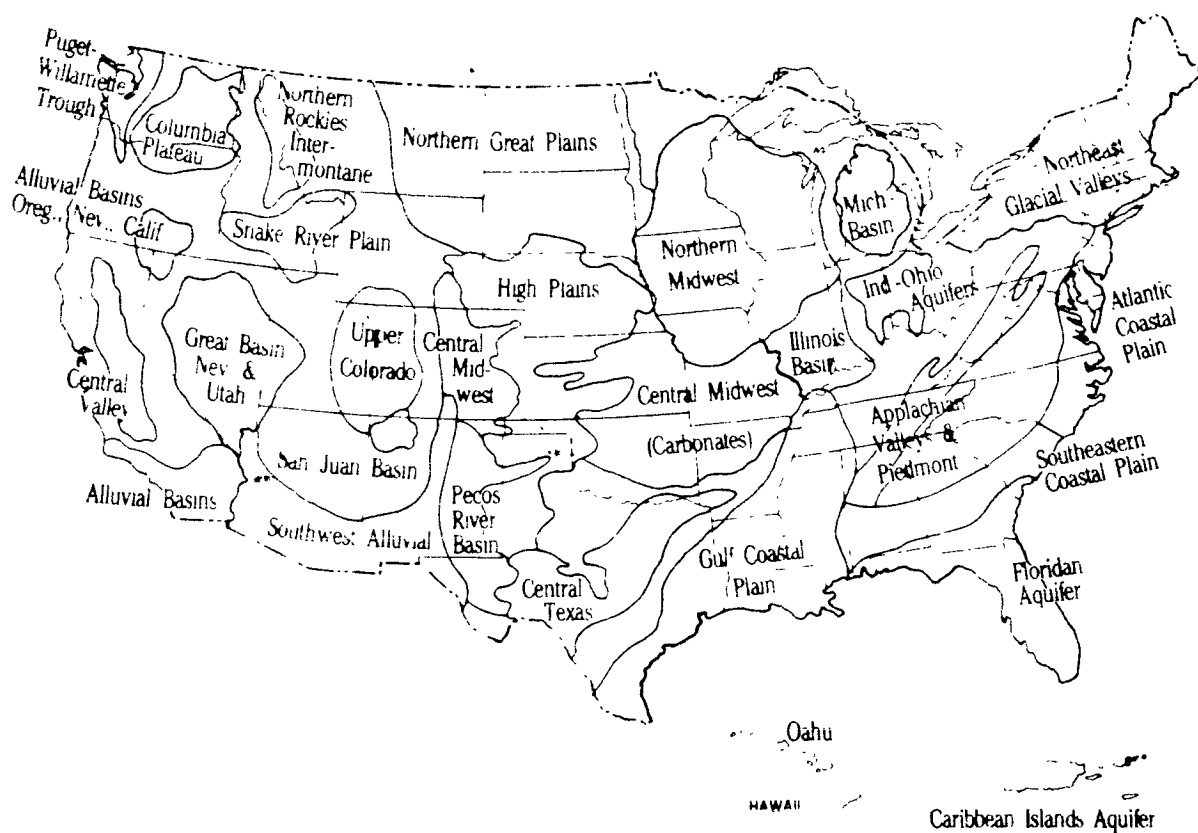 Puget-
Willamette
Trough
Columbia
Plateau
Northern
Rockies
Inter-
montane
Northern Great Plains
Northeast
Glacial Valleys
Mich
Basin
Alluvial Basins
Oreg., Nev., Calif
Snake River Plain
Northern
Midwest
High Plains
Ind-Ohio
Aquifers
Atlantic
Coastal
Plain
Great Basin
Nev &
Utah
Upper
Colorado
Central
Mid-
west
Illinois
Basin
Central
Valley
Central Midwest
(Carbonates)
Applachian
Valleys &
Piedmont
Southeastern
Coastal Plain
San Juan Basin
*
**
Alluvial Basins
Southwest Alluvial
Pecos
River
Basin
Gulf Coastal
Plain
Central
Texas
Floridan
Aquifer
Oahu
HAWAII
Caribbean Islands Aquifer